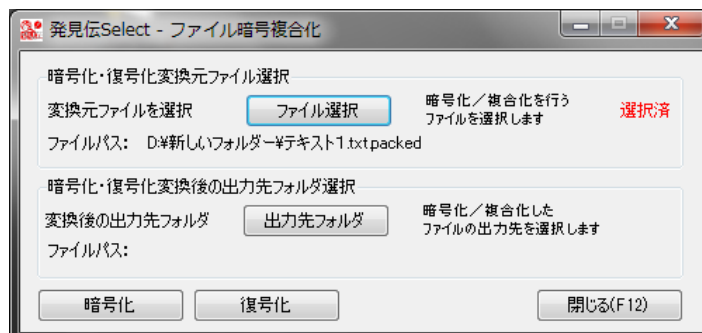 発見伝Select - ファイル暗号複合化
暗号化・復号化変換元ファイル選択
変換元ファイルを選択
ファイル選択
暗号化／複合化を行う
ファイルを選択します
選択済
ファイルパス: D:¥新しいフォルダー¥テキスト1.txt.packed
暗号化・復号化変換後の出力先フォルダ選択
変換後の出力先フォルダ
出力先フォルダ
暗号化／複合化した
ファイルの出力先を選択します
ファイルパス:
暗号化
復号化
閉じる(F12)